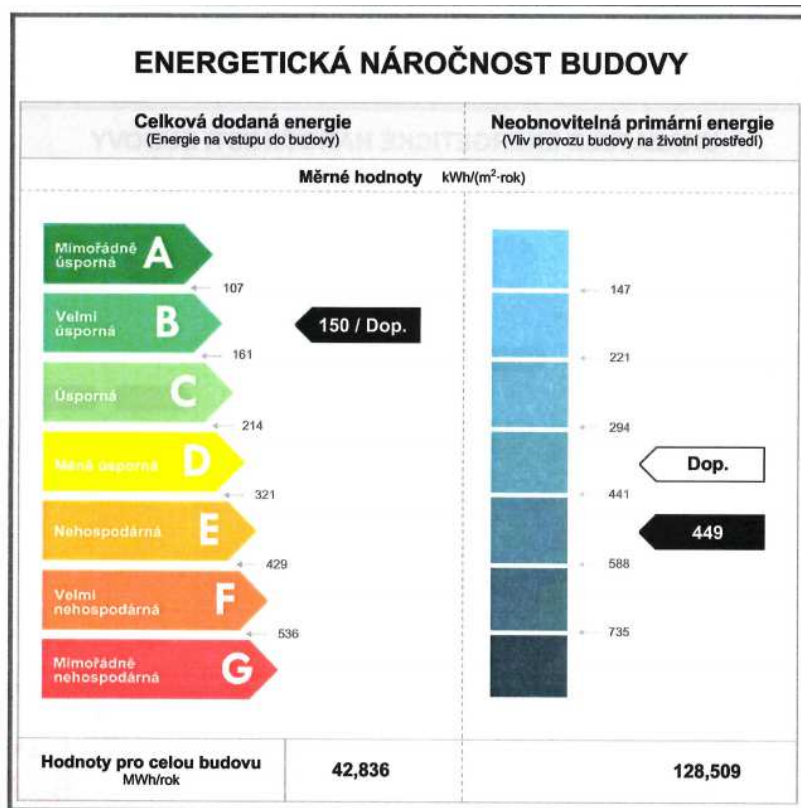 ENERGETICKÁ NÁROČNOST BUDOVY
Celková dodaná energie
(Energie na vstupu do budovy)
Neobnovitelná primární energie
(Vliv provozu budovy na životní prostředí)
Měrné hodnoty kWh/(m²·rok)
Mimořádně úsporná A
107
147
Velmi úsporná B
150 / Dop.
161
221
Úsporná C
214
294
Méně úsporná D
Dop.
321
441
Nehospodárná E
449
429
588
Velmi nehospodárná F
536
735
Mimořádně nehospodárná G
Hodnoty pro celou budovu
MWh/rok
42,836
128,509